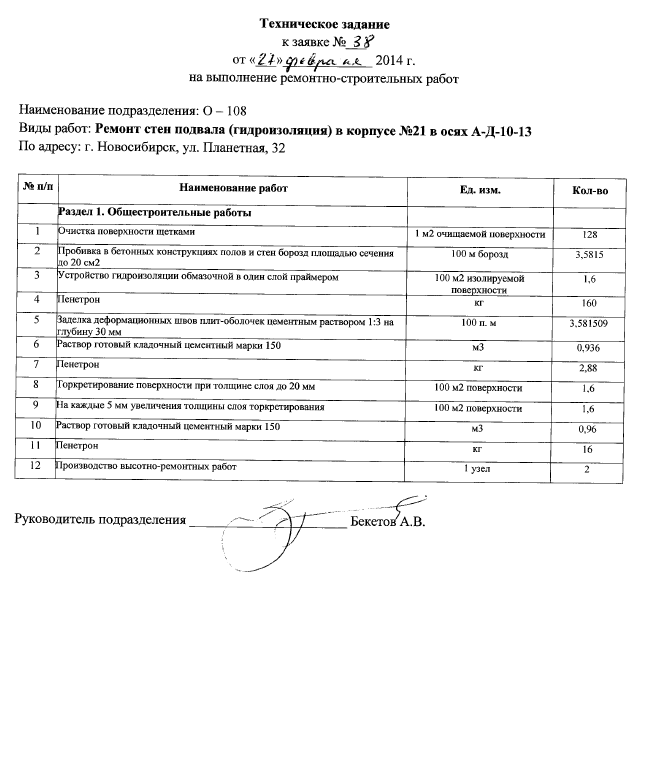 Техническое задание
к заявке № 38
от «27» февраля 2014 г.
на выполнение ремонтно-строительных работ
Наименование подразделения: О – 108
Виды работ: Ремонт стен подвала (гидроизоляция) в корпусе №21 в осях А-Д-10-13
По адресу: г. Новосибирск, ул. Планетная, 32
№ п/п Наименование работ Ед. изм. Кол-во
Раздел 1. Общестроительные работы
1 Очистка поверхности щетками 1 м2 очищаемой поверхности 128
2 Пробивка в бетонных конструкциях полов и стен борозд площадью сечения 100 м борозд 3,5815
до 20 см2
3 Устройство гидроизоляции обмазочной в один слой праймером 100 м2 изолируемой 1,6
поверхности
4 Пенетрон кг 160
5 Заделка деформационных швов плит-оболочек цементным раствором 1:3 на 100 п. м 3,581509
глубину 30 мм
6 Раствор готовый кладочный цементный марки 150 м3 0,936
7 Пенетрон кг 2,88
8 Торкретирование поверхности при толщине слоя до 20 мм 100 м2 поверхности 1,6
9 На каждые 5 мм увеличения толщины слоя торкретирования 100 м2 поверхности 1,6
10 Раствор готовый кладочный цементный марки 150 м3 0,96
11 Пенетрон кг 16
12 Производство высотно-ремонтных работ 1 узел 2
Руководитель подразделения Бекетов А.В.